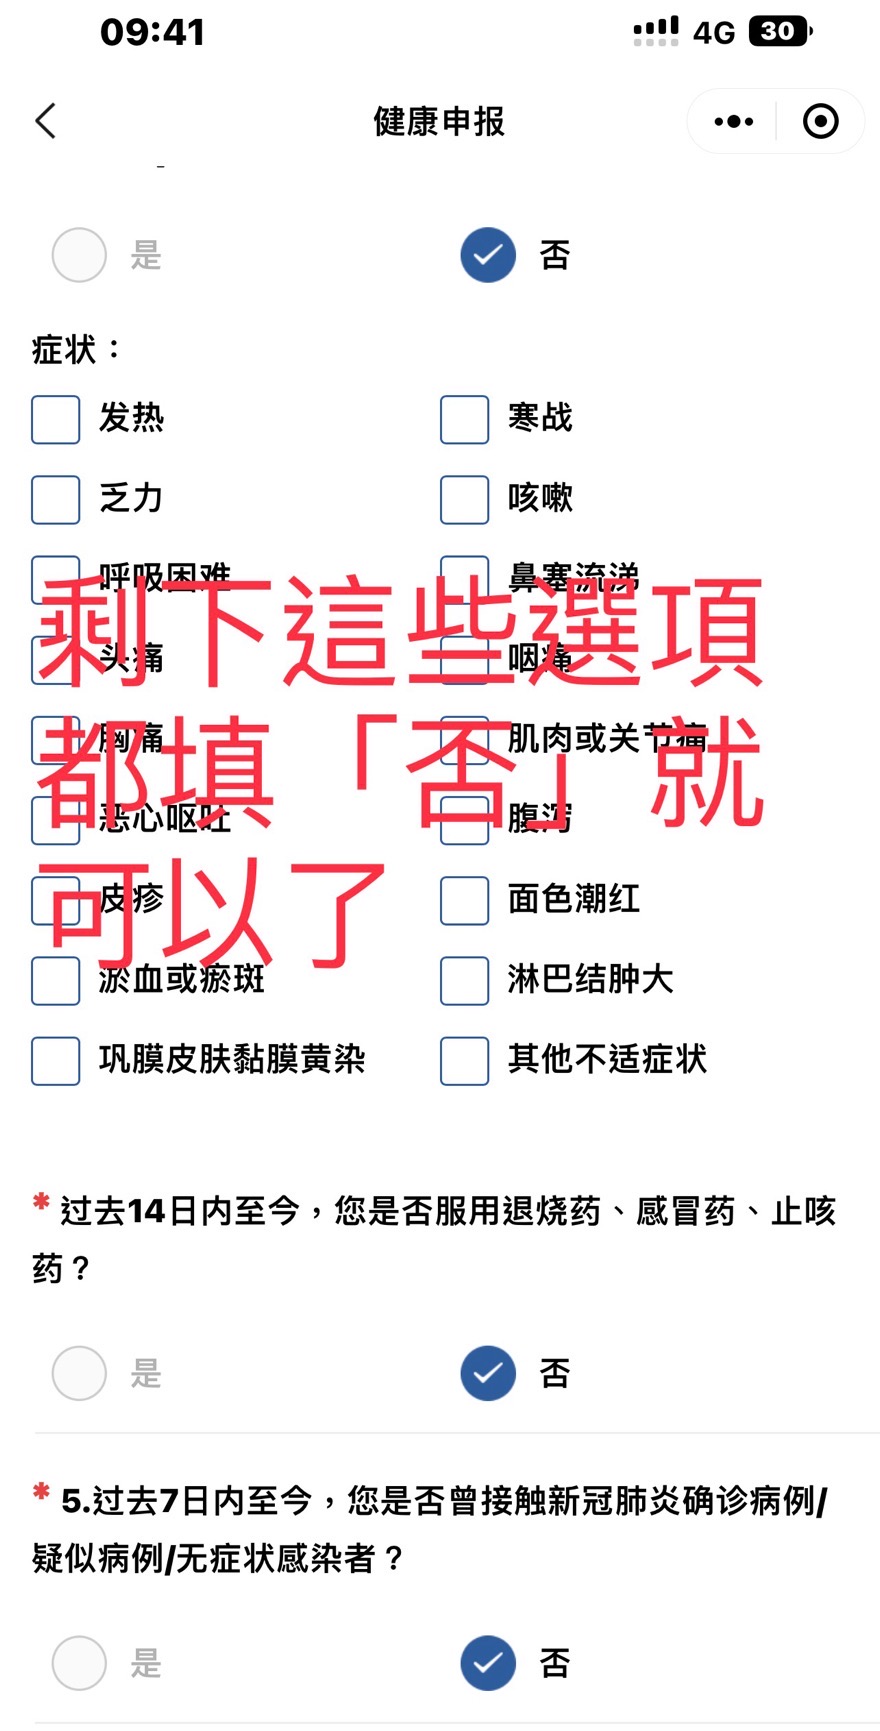 09:41 4G 30
健康申报
是 否
症状：
发热 寒战
乏力 咳嗽
呼吸困难 鼻塞流涕
剩下這些選項
头痛 咽痛
胸痛 肌肉或关节痛
都填「否」就
恶心呕吐 腹泻
皮疹 面色潮红
可以了
淤血或瘀斑 淋巴结肿大
巩膜皮肤黏膜黄染 其他不适症状
* 过去14日内至今，您是否服用退烧药、感冒药、止咳
药？
是 否
* 5.过去7日内至今，您是否曾接触新冠肺炎确诊病例/
疑似病例/无症状感染者？
是 否